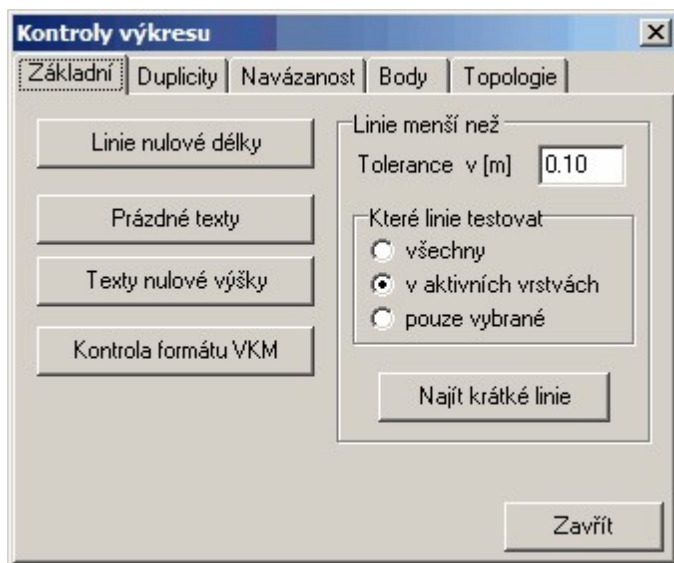 Kontroly výkresu
Základní Duplicity Navázanost Body Topologie
Linie nulové délky
Prázdné texty
Texty nulové výšky
Kontrola formátu VKM
Linie menší než
Tolerance v [m] 0.10
Které linie testovat
všechny
v aktivních vrstvách
pouze vybrané
Najít krátké linie
Zavřít